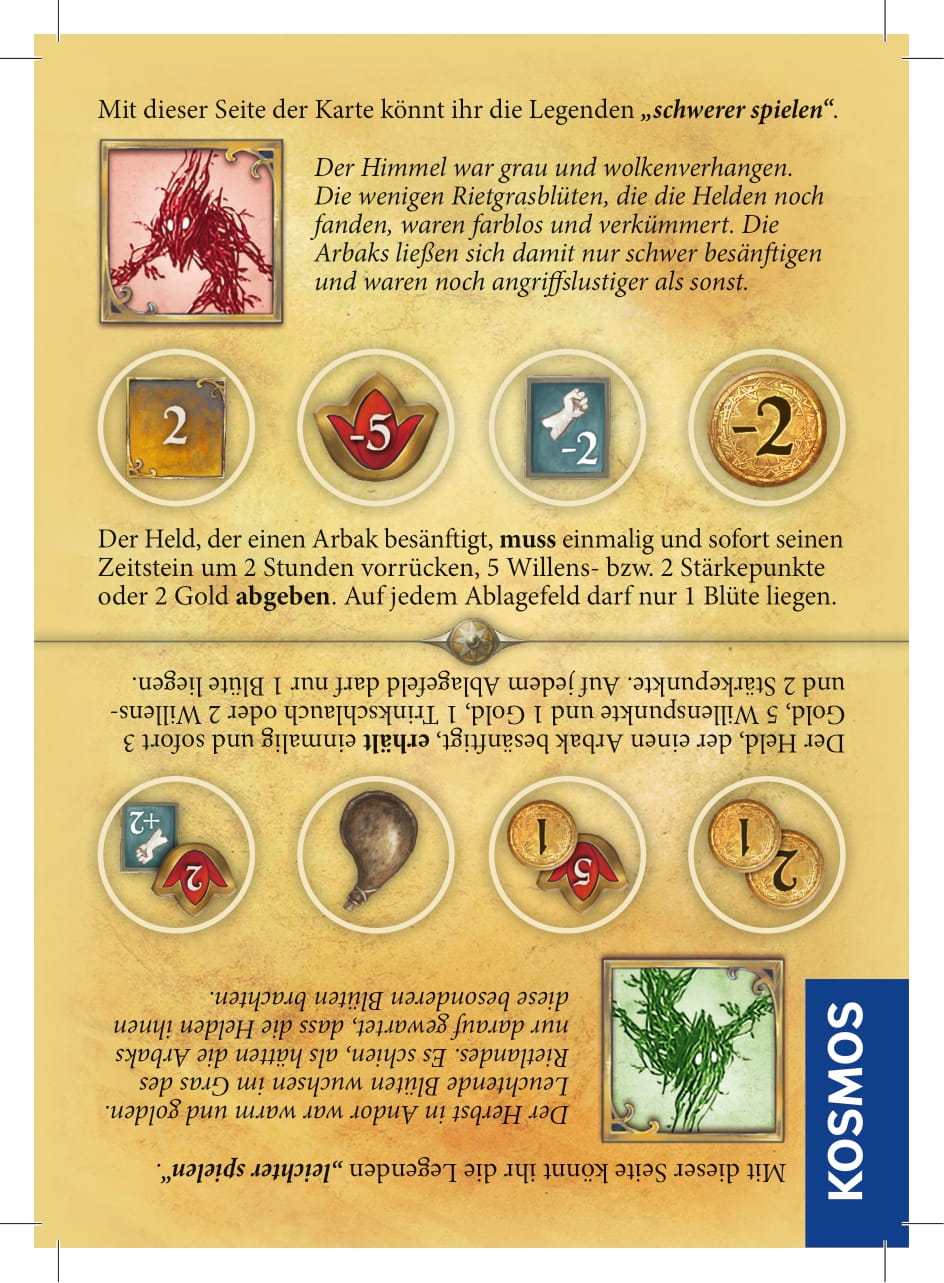 Mit dieser Seite der Karte könnt ihr die Legenden „schwerer spielen“.
Der Himmel war grau und wolkenverhangen.
Die wenigen Rietgrasblüten, die die Helden noch
fanden, waren farblos und verkümmert. Die
Arbaks ließen sich damit nur schwer besänftigen
und waren noch angriffslustiger als sonst.
2 -5 -2 -2
Der Held, der einen Arbak besänftigt, muss einmalig und sofort seinen
Zeitstein um 2 Stunden vorrücken, 5 Willens- bzw. 2 Stärkepunkte
oder 2 Gold abgeben. Auf jedem Ablagefeld darf nur 1 Blüte liegen.
Mit dieser Seite könnt ihr die Legenden „leichter spielen“.
Der Herbst in Andor war warm und golden.
Leuchtende Blüten wuchsen im Gras des
Rietlandes. Es schien, als hätten die Arbaks
nur darauf gewartet, dass die Helden ihnen
diese besonderen Blüten brachten.
2 1 5 1 2 +2
Der Held, der einen Arbak besänftigt, erhält einmalig und sofort 3
Gold, 5 Willenspunkte und 1 Gold, 1 Trinkschlauch oder 2 Willens-
und 2 Stärkepunkte. Auf jedem Ablagefeld darf nur 1 Blüte liegen.
KOSMOS